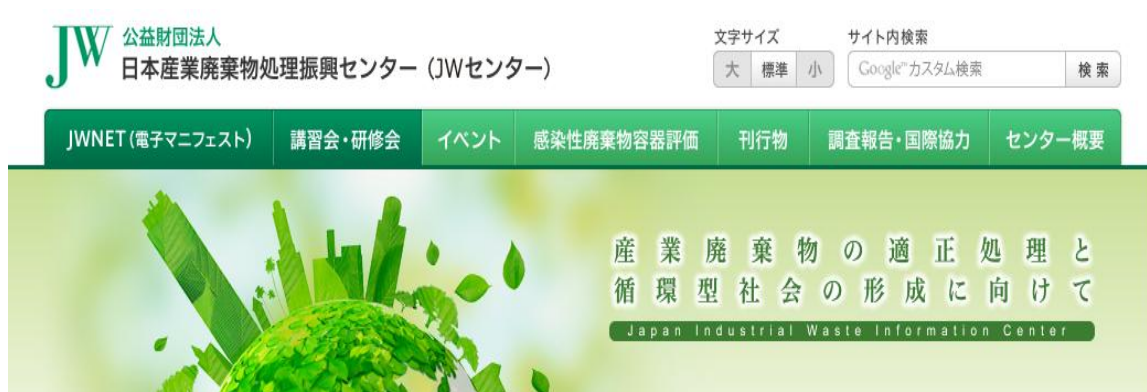 JW
公益財団法人
日本産業廃棄物処理振興センター(JWセンター)
文字サイズ
大 標準 小
サイト内検索
Google™カスタム検索 検索
JWNET(電子マニフェスト) 講習会・研修会 イベント 感染性廃棄物容器評価 刊行物 調査報告・国際協力 センター概要
産業廃棄物の適正処理と
循環型社会の形成に向けて
Japan Industrial Waste Information Center